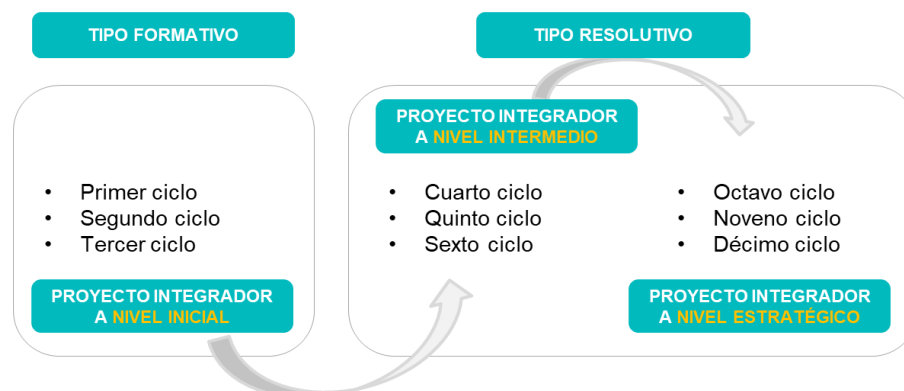 TIPO FORMATIVO
TIPO RESOLUTIVO
• Primer ciclo
• Segundo ciclo
• Tercer ciclo
PROYECTO INTEGRADOR
A NIVEL INICIAL
PROYECTO INTEGRADOR
A NIVEL INTERMEDIO
• Cuarto ciclo
• Quinto ciclo
• Sexto ciclo
• Octavo ciclo
• Noveno ciclo
• Décimo ciclo
PROYECTO INTEGRADOR
A NIVEL ESTRATÉGICO